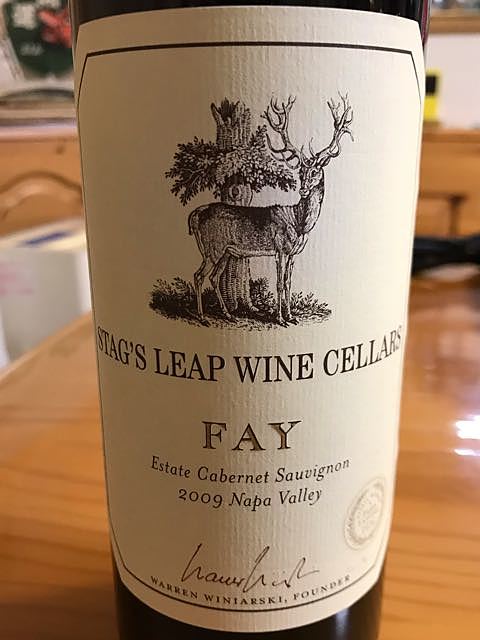 STAG'S LEAP WINE CELLARS
FAY
Estate Cabernet Sauvignon
2009 Napa Valley
WARREN WINIARSKI, FOUNDER